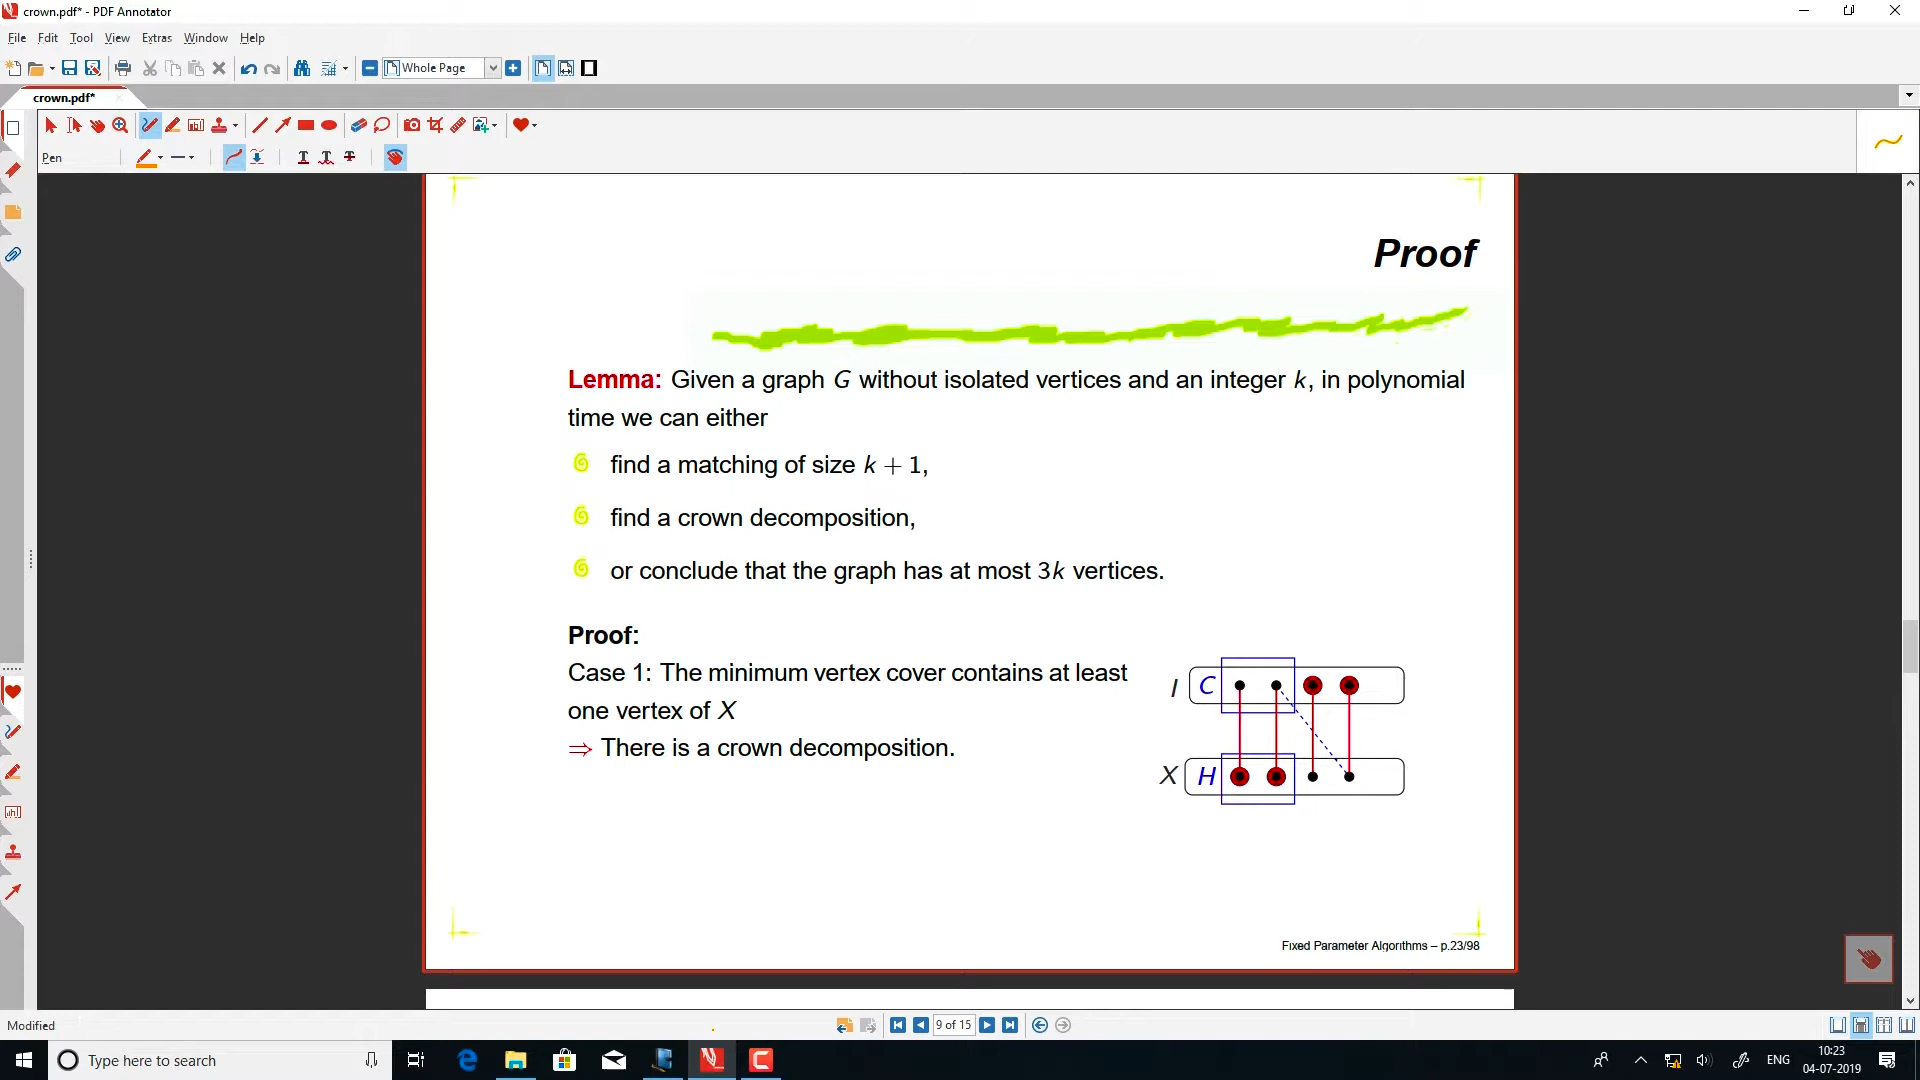 crown.pdf* - PDF Annotator
File Edit Tool View Extras Window Help
Whole Page
crown.pdf*
Pen
Proof
Lemma: Given a graph G without isolated vertices and an integer k, in polynomial
time we can either
find a matching of size k + 1,
find a crown decomposition,
or conclude that the graph has at most 3k vertices.
Proof:
Case 1: The minimum vertex cover contains at least
one vertex of X
⇒ There is a crown decomposition.
I C
X H
Fixed Parameter Algorithms – p.23/98
Modified
9 of 15
Type here to search
ENG
10:23
04-07-2019